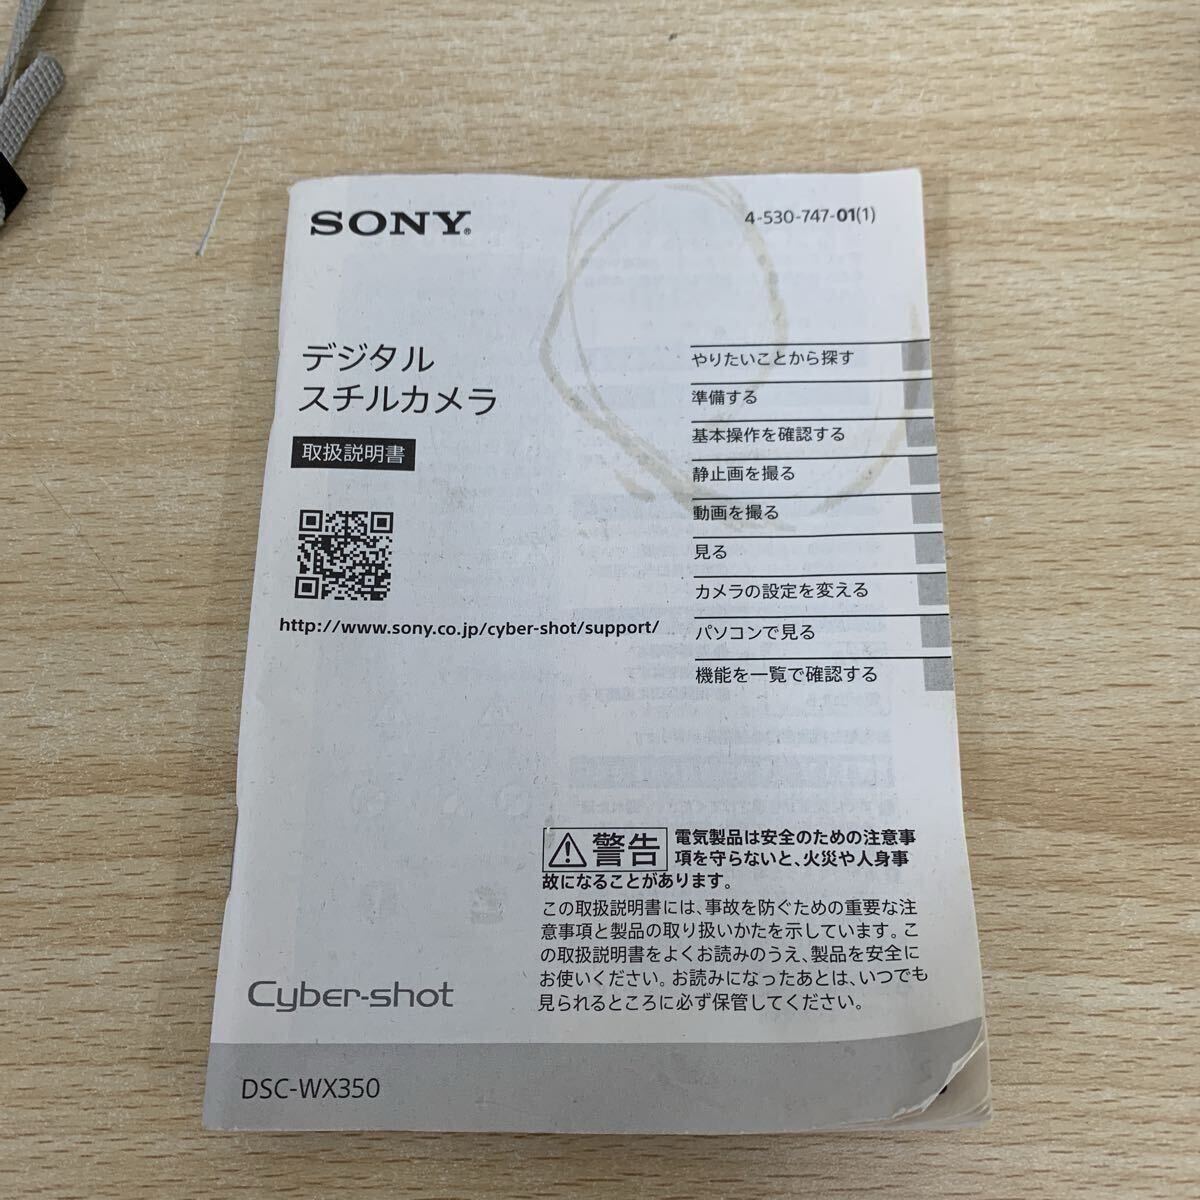 SONY®
4-530-747-01(1)
デジタル
スチルカメラ
取扱説明書
http://www.sony.co.jp/cyber-shot/support/
やりたいことから探す
準備する
基本操作を確認する
静止画を撮る
動画を撮る
見る
カメラの設定を変える
パソコンで見る
機能を一覧で確認する
警告 電気製品は安全のための注意事
項を守らないと、火災や人身事
故になることがあります。
この取扱説明書には、事故を防ぐための重要な注
意事項と製品の取り扱いかたを示しています。こ
の取扱説明書をよくお読みのうえ、製品を安全に
お使いください。お読みになったあとは、いつでも
見られるところに必ず保管してください。
Cyber-shot
DSC-WX350